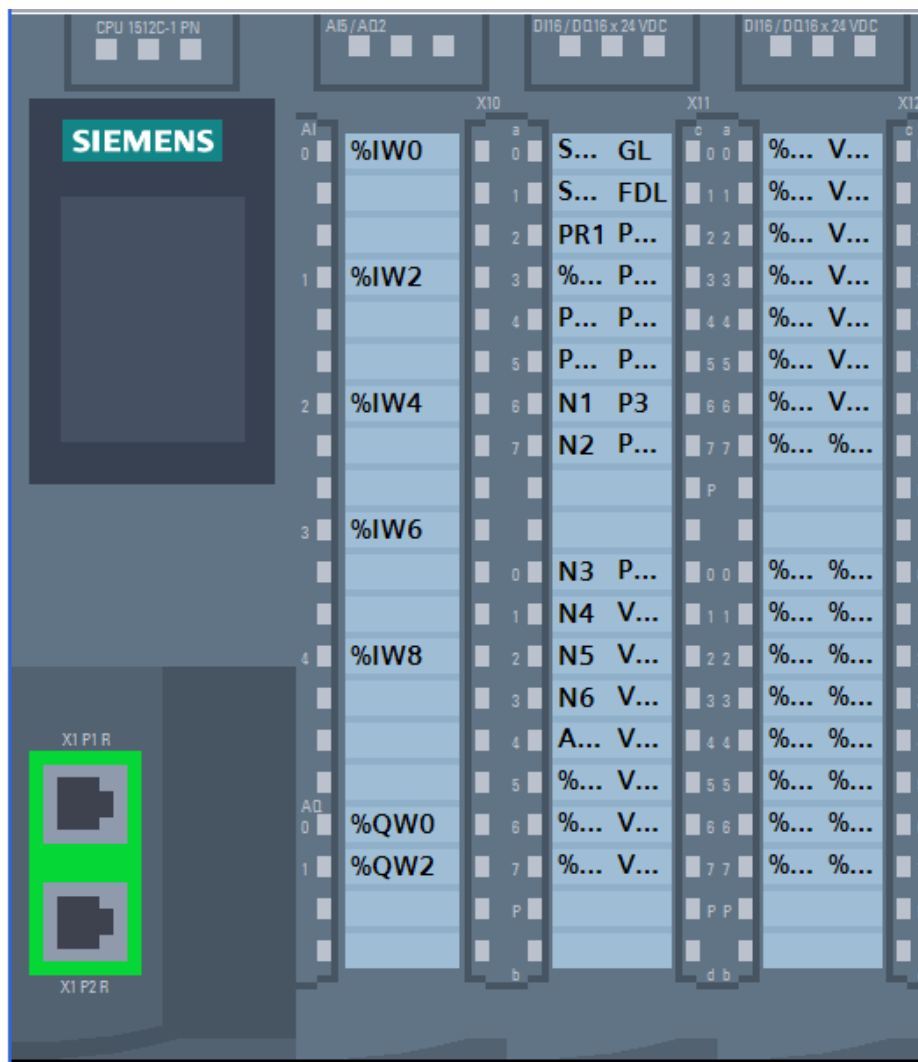 CPU 1512C-1 PN
AI5 / AQ2
DI16 / DQ16 x 24 VDC
DI16 / DQ16 x 24 VDC
X10
X11
X12
SIEMENS
AI
a
c a
c
0 %IW0 0 S... GL 0 0 %... V...
1 S... FDL 1 1 %... V...
2 PR1 P... 2 2 %... V...
1 %IW2 3 %... P... 3 3 %... V...
4 P... P... 4 4 %... V...
5 P... P... 5 5 %... V...
2 %IW4 6 N1 P3 6 6 %... V...
7 N2 P... 7 7 %... %...
P
3 %IW6
0 N3 P... 0 0 %... %...
1 N4 V... 1 1 %... %...
4 %IW8 2 N5 V... 2 2 %... %...
3 N6 V... 3 3 %... %...
X1 P1 R
4 A... V... 4 4 %... %...
5 %... V... 5 5 %... %...
AQ
0 %QW0 6 %... V... 6 6 %... %...
1 %QW2 7 %... V... 7 7 %... %...
P P P
b
d b
X1 P2 R